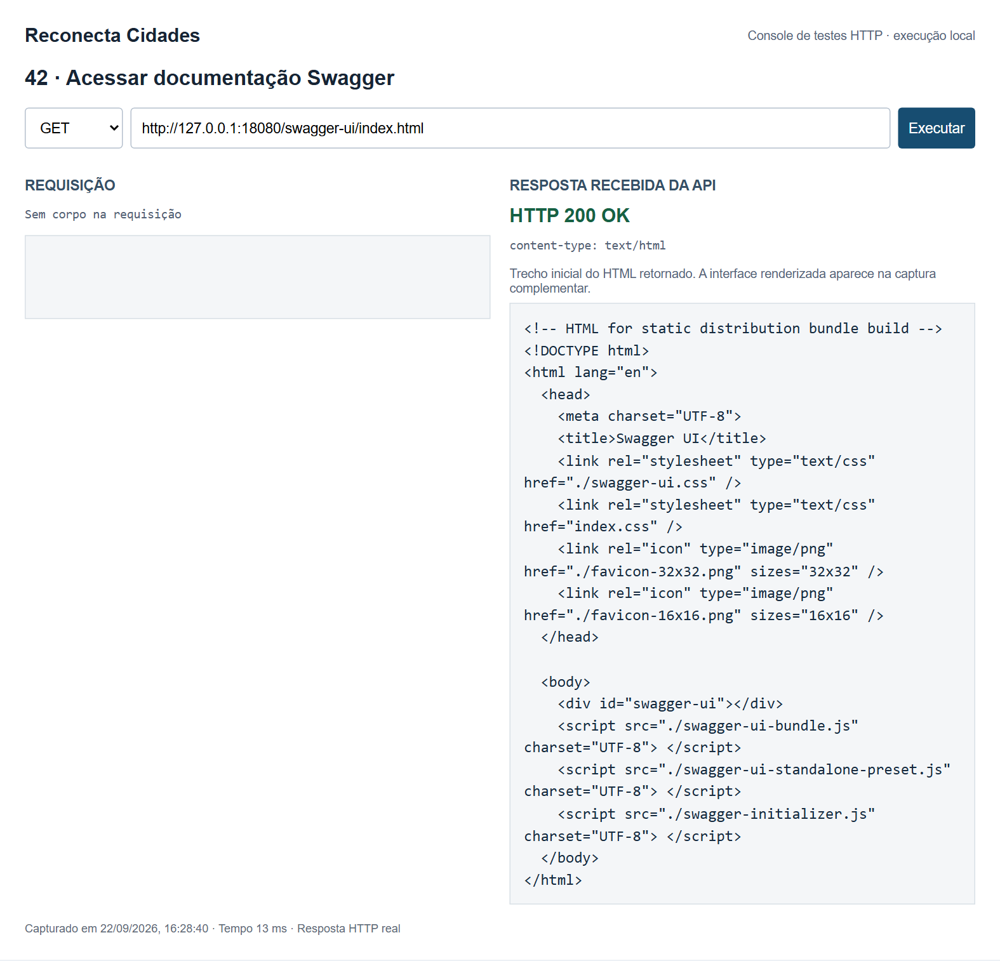 Reconecta Cidades
Console de testes HTTP · execução local
42 · Acessar documentação Swagger
GET
http://127.0.0.1:18080/swagger-ui/index.html
Executar
REQUISIÇÃO
Sem corpo na requisição
RESPOSTA RECEBIDA DA API
HTTP 200 OK
content-type: text/html
Trecho inicial do HTML retornado. A interface renderizada aparece na captura
complementar.
<!-- HTML for static distribution bundle build -->
<!DOCTYPE html>
<html lang="en">
  <head>
    <meta charset="UTF-8">
    <title>Swagger UI</title>
    <link rel="stylesheet" type="text/css"
href="./swagger-ui.css" />
    <link rel="stylesheet" type="text/css"
href="index.css" />
    <link rel="icon" type="image/png"
href="./favicon-32x32.png" sizes="32x32" />
    <link rel="icon" type="image/png"
href="./favicon-16x16.png" sizes="16x16" />
  </head>

  <body>
    <div id="swagger-ui"></div>
    <script src="./swagger-ui-bundle.js"
charset="UTF-8"> </script>
    <script src="./swagger-ui-standalone-preset.js"
charset="UTF-8"> </script>
    <script src="./swagger-initializer.js"
charset="UTF-8"> </script>
  </body>
</html>
Capturado em 22/09/2026, 16:28:40 · Tempo 13 ms · Resposta HTTP real